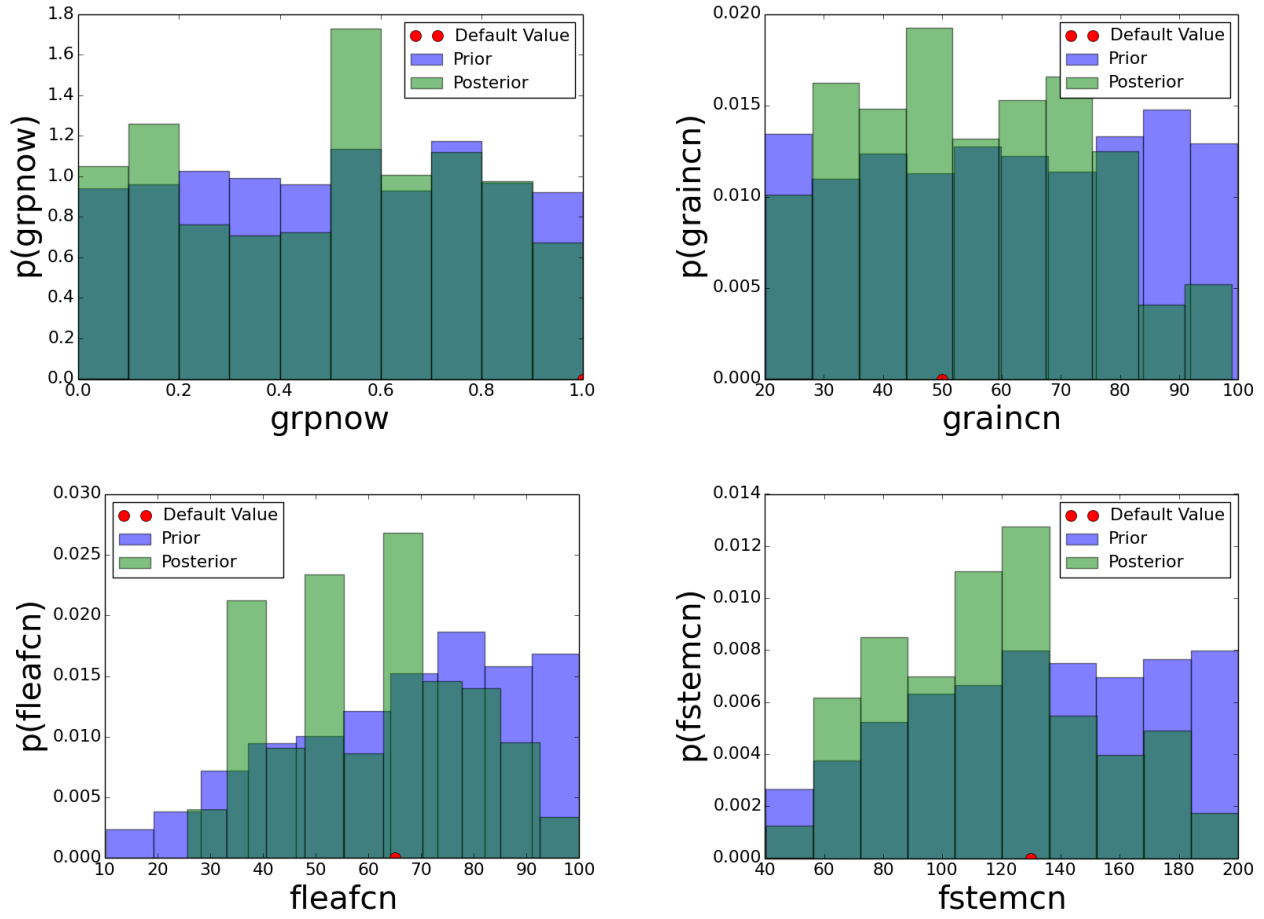 p(grpnow)
1.8
1.6
1.4
1.2
1.0
0.8
0.6
0.4
0.2
0.0
Default Value
Prior
Posterior
0.0 0.2 0.4 0.6 0.8 1.0
grpnow
p(graincn)
0.020
0.015
0.010
0.005
0.000
Default Value
Prior
Posterior
20 30 40 50 60 70 80 90 100
graincn
p(fleafcn)
0.030
0.025
0.020
0.015
0.010
0.005
0.000
Default Value
Prior
Posterior
10 20 30 40 50 60 70 80 90 100
fleafcn
p(fstemcn)
0.014
0.012
0.010
0.008
0.006
0.004
0.002
0.000
Default Value
Prior
Posterior
40 60 80 100 120 140 160 180 200
fstemcn